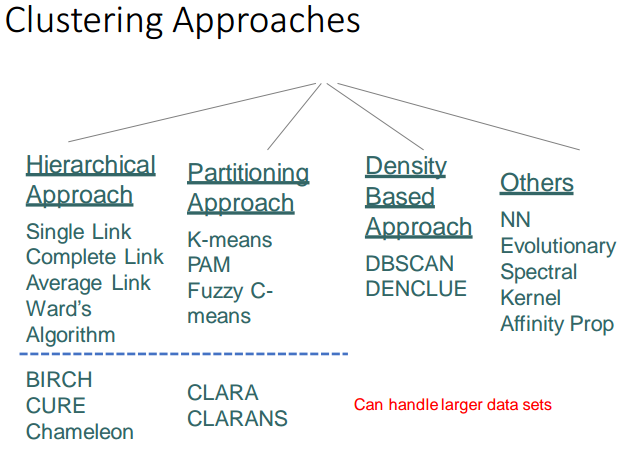 Clustering Approaches
Hierarchical
Approach
Single Link
Complete Link
Average Link
Ward's
Algorithm
BIRCH
CURE
Chameleon
Partitioning
Approach
K-means
PAM
Fuzzy C-
means
CLARA
CLARANS
Density
Based
Approach
DBSCAN
DENCLUE
Others
NN
Evolutionary
Spectral
Kernel
Affinity Prop
Can handle larger data sets